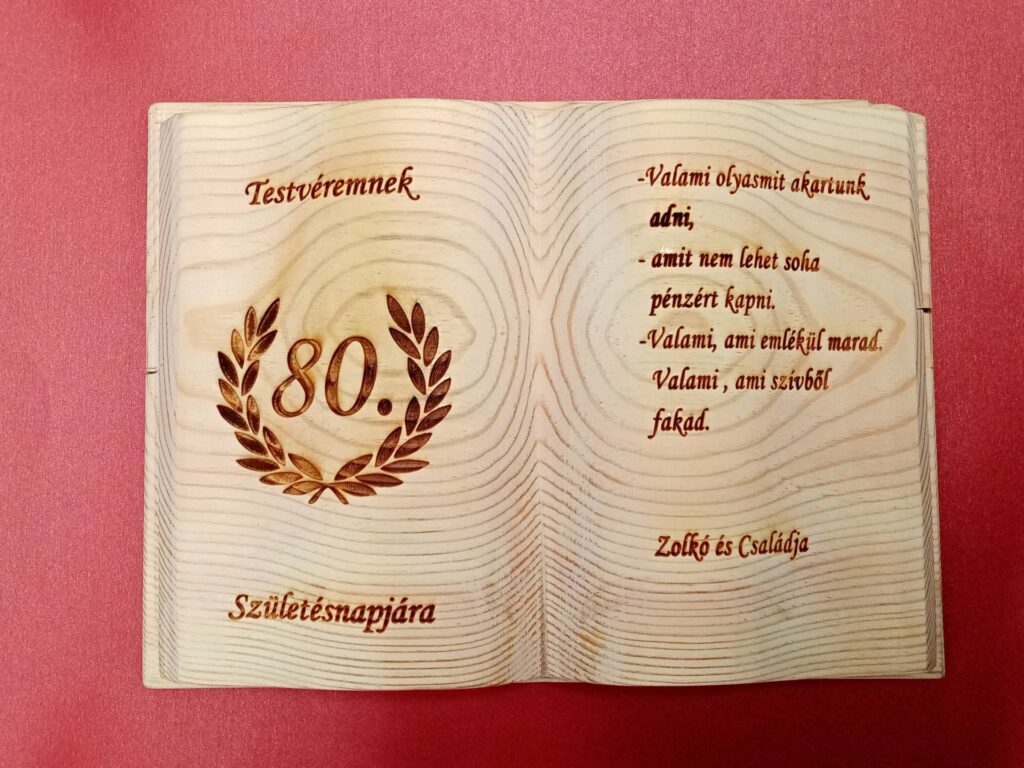 Testvéremnek
80.
Születésnapjára
-Valami olyasmit akartunk
adni,
- amit nem lehet soha
pénzért kapni.
-Valami, ami emlékül marad.
Valami , ami szívből
fakad.
Zolkó és Családja